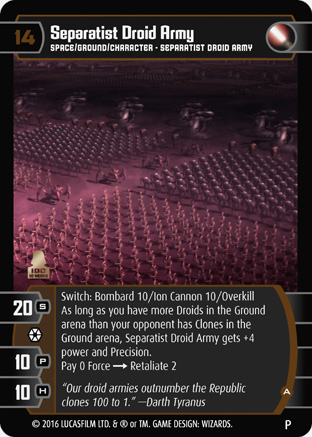 14
Separatist Droid Army
SPACE/GROUND/CHARACTER - SEPARATIST DROID ARMY
20 S
10 P
10 H
Switch: Bombard 10/Ion Cannon 10/Overkill
As long as you have more Droids in the Ground
arena than your opponent has Clones in the
Ground arena, Separatist Droid Army gets +4
power and Precision.
Pay 0 Force → Retaliate 2
“Our droid armies outnumber the Republic
clones 100 to 1.” —Darth Tyranus
A
© 2016 LUCASFILM LTD. & ® or TM. GAME DESIGN: WIZARDS.
P